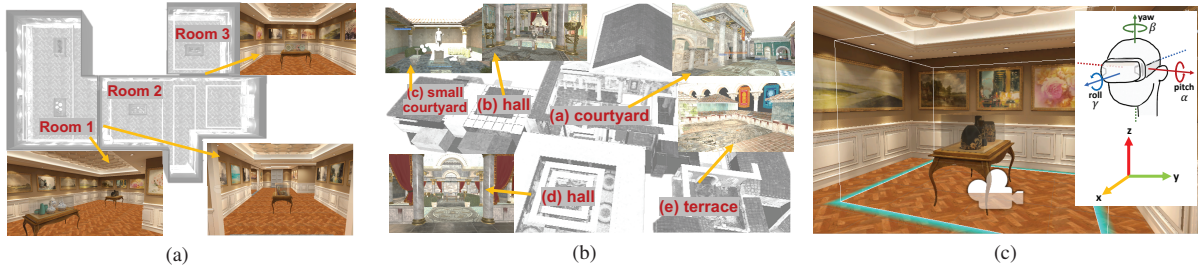 Room 3
Room 2
Room 1
(a)
(c) small
courtyard
(b) hall
(a) courtyard
(d) hall
(e) terrace
(b)
yaw
β
roll
γ
pitch
α
z
y
x
(c)